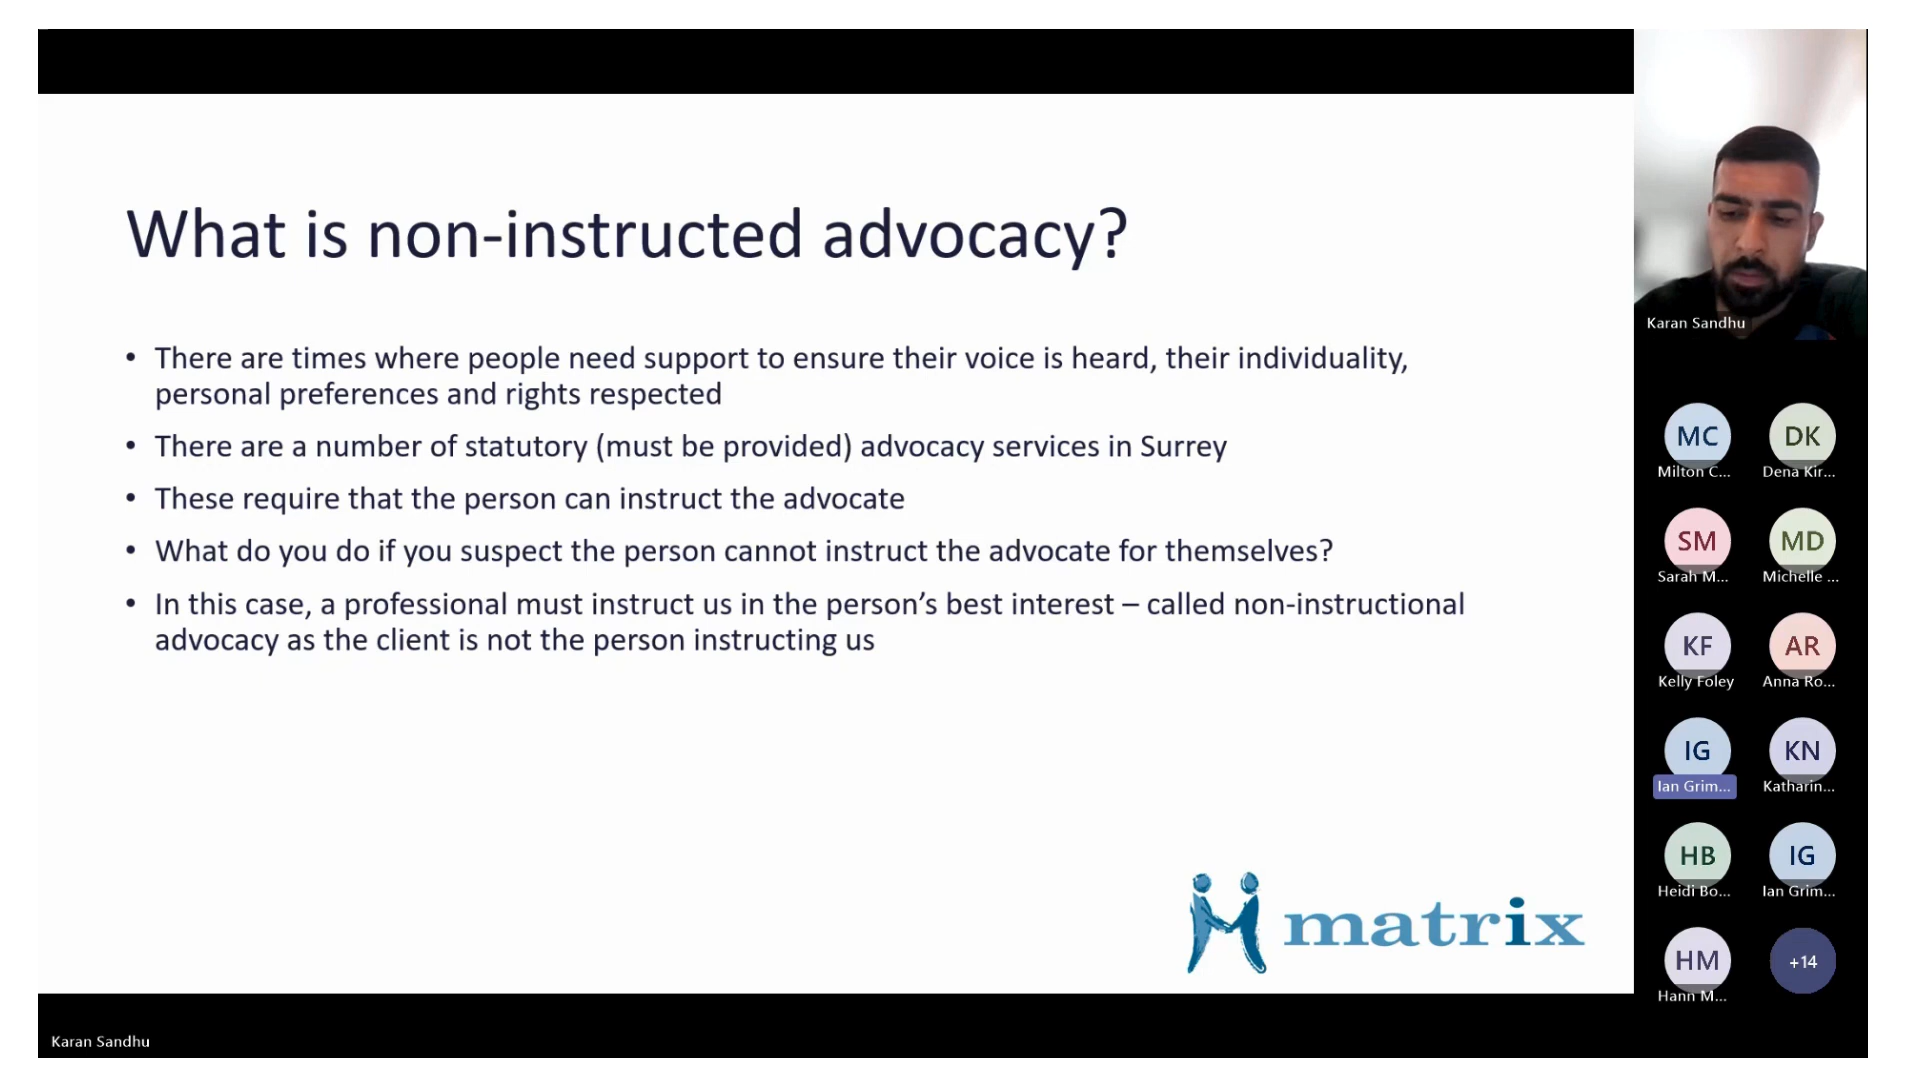 What is non-instructed advocacy?
• There are times where people need support to ensure their voice is heard, their individuality,
personal preferences and rights respected
• There are a number of statutory (must be provided) advocacy services in Surrey
• These require that the person can instruct the advocate
• What do you do if you suspect the person cannot instruct the advocate for themselves?
• In this case, a professional must instruct us in the person’s best interest – called non-instructional
advocacy as the client is not the person instructing us
matrix
Karan Sandhu
Karan Sandhu
MC
DK
Milton C...
Dena Kir...
SM
MD
Sarah M...
Michelle ...
KF
AR
Kelly Foley
Anna Ro...
IG
KN
Ian Grim...
Katharin...
HB
IG
Heidi Bo...
Ian Grim...
HM
+14
Hann M...